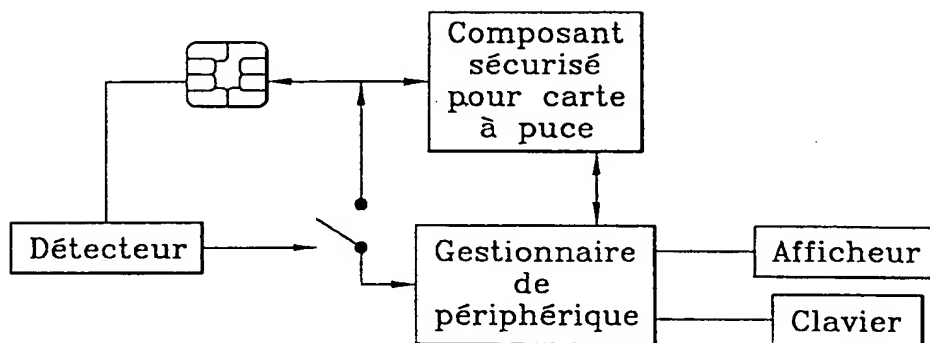 Composant
sécurisé
pour carte
à puce
Détecteur
Gestionnaire
de
périphérique
Afficheur
Clavier